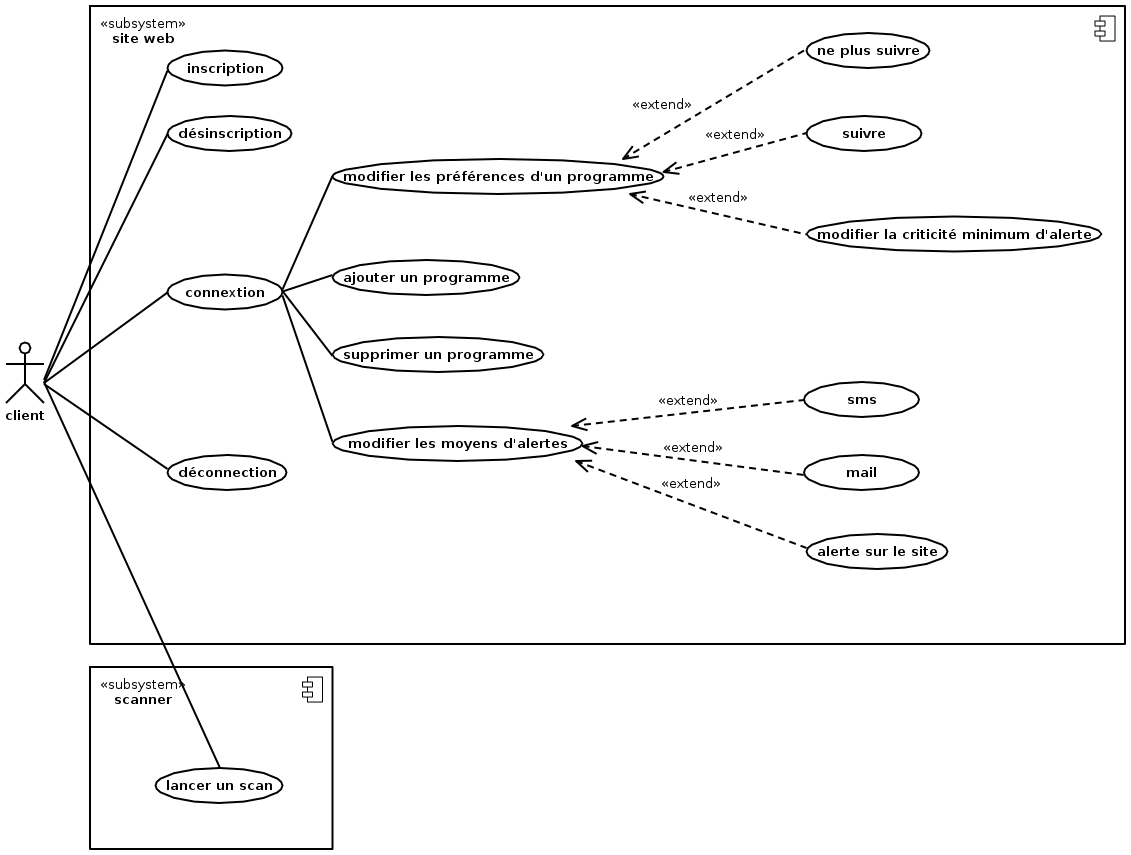 «subsystem»
site web
inscription
désinscription
connextion
déconnection
modifier les préférences d'un programme
ajouter un programme
supprimer un programme
modifier les moyens d'alertes
«extend»
ne plus suivre
«extend»
suivre
«extend»
modifier la criticité minimum d'alerte
«extend»
sms
«extend»
mail
«extend»
alerte sur le site
client
«subsystem»
scanner
lancer un scan